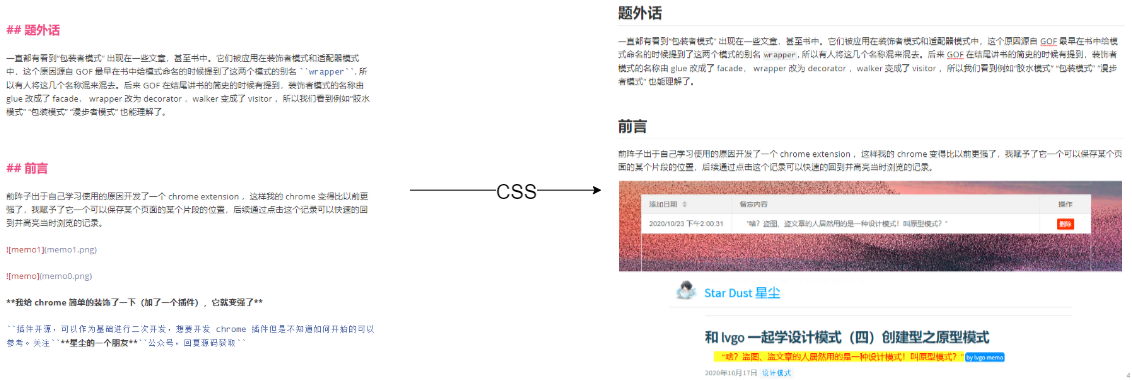 ## 题外话
一直都有看到"包装者模式" 出现在一些文章，甚至书中。它们被应用在装饰者模式和适配器模式
中，这个原因源自 GOF 最早在书中给模式命名的时候提到了这两个模式的别名 ``wrapper``, 所
以有人将这几个名称混来混去。后来 GOF 在结尾讲书的简史的时候有提到，装饰者模式的名称由
glue 改成了 facade， wrapper 改为 decorator ，walker 变成了 visitor ，所以我们看到例如"胶水
模式" "包装模式" "漫步者模式" 也能理解了。
## 前言
前阵子出于自己学习使用的原因开发了一个 chrome extension ，这样我的 chrome 变得比以前更
强了，我赋予了它一个可以保存某个页面的某个片段的位置，后续通过点击这个记录可以快速的回
到并高亮当时浏览的记录。
![memo1](memo1.png)
![memo](memo0.png)
**我给 chrome 简单的装饰了一下（加了一个插件），它就变强了**
``插件开源，可以作为基础进行二次开发，想要开发 chrome 插件但是不知道如何开始的可以
参考。关注``**星尘的一个朋友**``公众号，回复源码获取``
CSS
题外话
一直都有看到"包装者模式" 出现在一些文章，甚至书中。它们被应用在装饰者模式和适配器模式中，这个原因源自 GOF 最早在书中给模
式命名的时候提到了这两个模式的别名 wrapper, 所以有人将这几个名称混来混去。后来 GOF 在结尾讲书的简史的时候有提到，装饰者
模式的名称由 glue 改成了 facade， wrapper 改为 decorator ，walker 变成了 visitor ，所以我们看到例如"胶水模式" "包装模式" "漫步
者模式" 也能理解了。
前言
前阵子出于自己学习使用的原因开发了一个 chrome extension ，这样我的 chrome 变得比以前更强了，我赋予了它一个可以保存某个页
面的某个片段的位置，后续通过点击这个记录可以快速的回到并高亮当时浏览的记录。
添加日期 备忘内容 操作
2020/10/23 下午2:00:31 "啥？盗图、盗文章的人居然用的是一种设计模式！叫原型模式？" 删除
Star Dust 星尘
和 lvgo 一起学设计模式（四）创建型之原型模式
"啥？盗图、盗文章的人居然用的是一种设计模式！叫原型模式？" by lvgo memo
2020年10月17日 设计模式